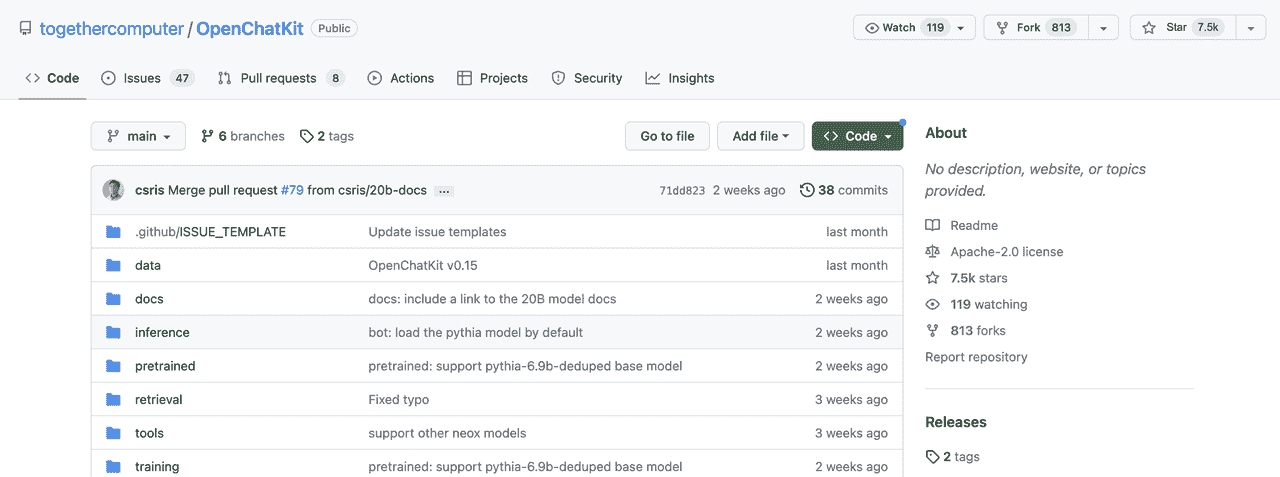 togethercomputer / OpenChatKit Public Watch 119 Fork 813 Star 7.5k
Code Issues 47 Pull requests 8 Actions Projects Security Insights
main 6 branches 2 tags Go to file Add file Code
csris Merge pull request #79 from csris/20b-docs ... 71dd823 2 weeks ago 38 commits
.github/ISSUE_TEMPLATE Update issue templates last month
data OpenChatKit v0.15 last month
docs docs: include a link to the 20B model docs 2 weeks ago
inference bot: load the pythia model by default 2 weeks ago
pretrained pretrained: support pythia-6.9b-deduped base model 2 weeks ago
retrieval Fixed typo 3 weeks ago
tools support other neox models 3 weeks ago
training pretrained: support pythia-6.9b-deduped base model 2 weeks ago
About
No description, website, or topics
provided.
Readme
Apache-2.0 license
7.5k stars
119 watching
813 forks
Report repository
Releases
2 tags